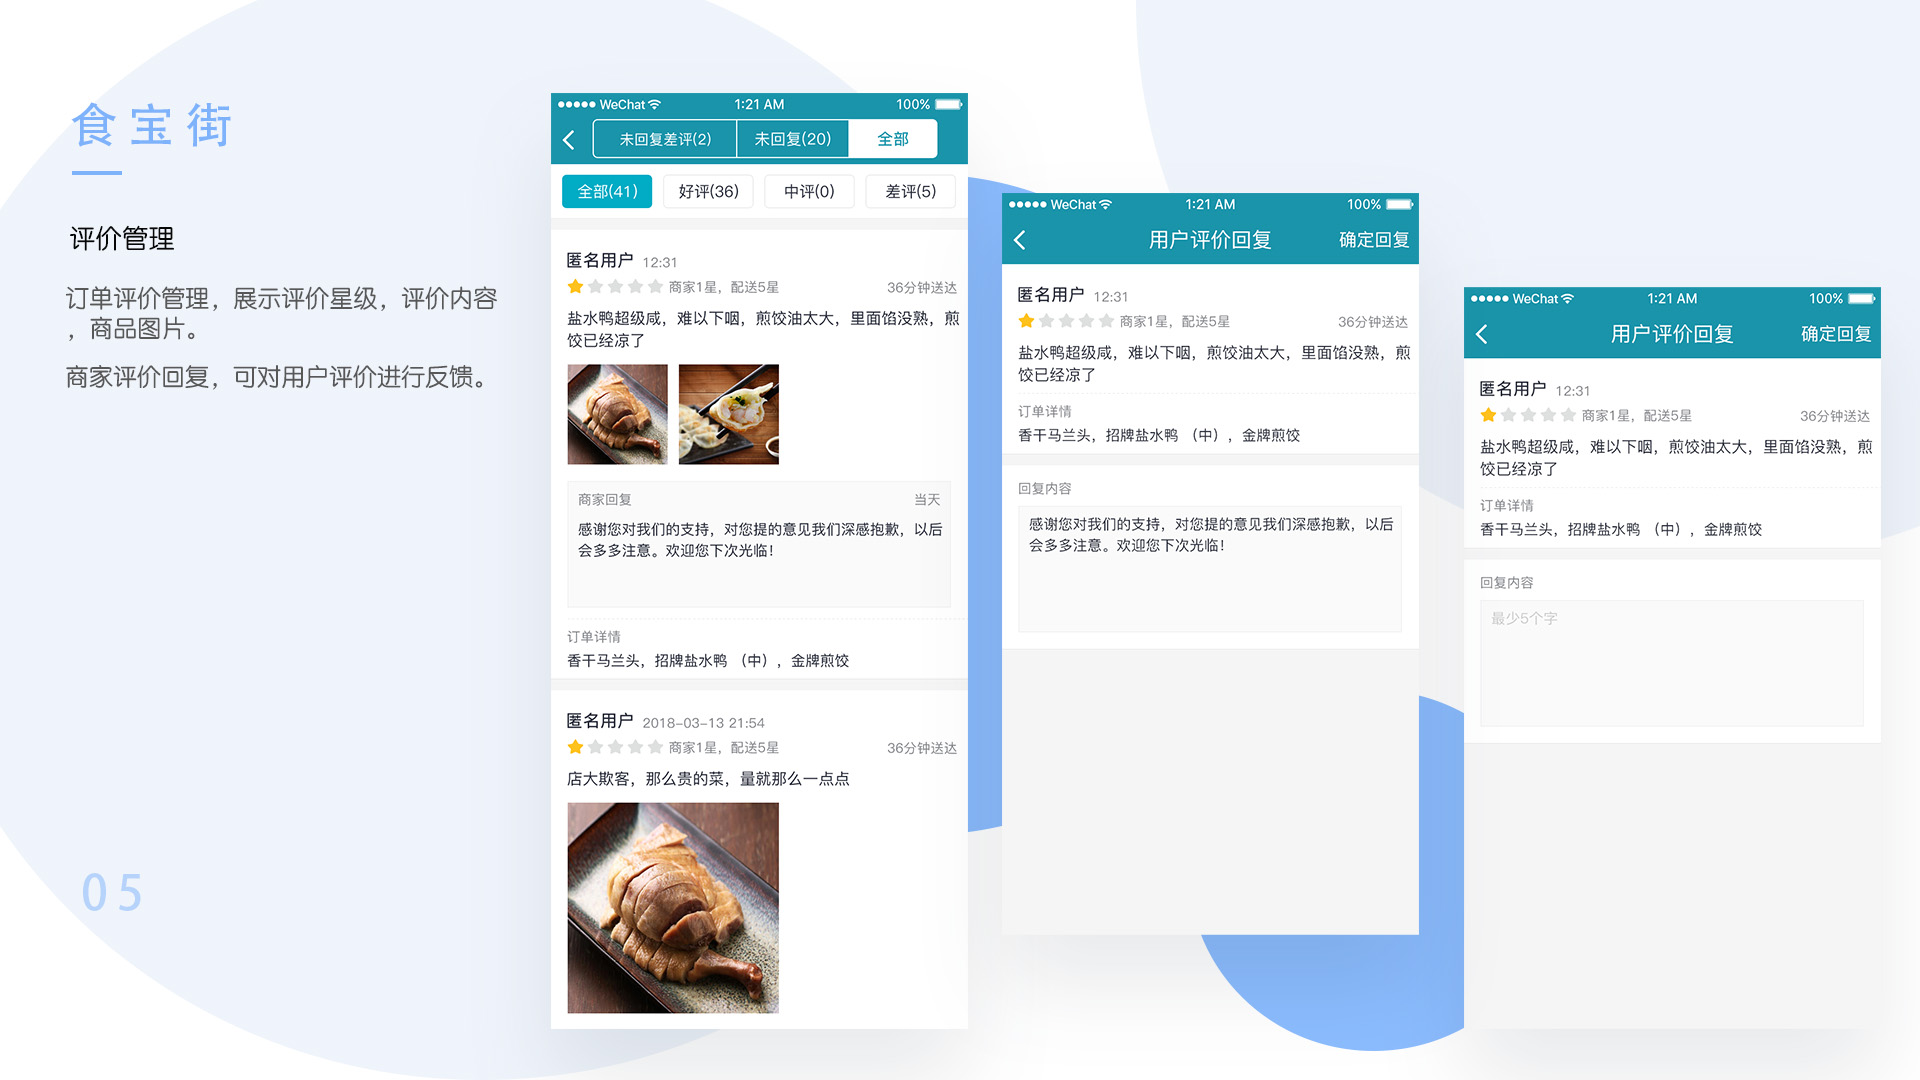 食宝街
评价管理
订单评价管理，展示评价星级，评价内容
，商品图片。
商家评价回复，可对用户评价进行反馈。
05
WeChat 1:21 AM 100%
未回复差评(2) 未回复(20) 全部
全部(41) 好评(36) 中评(0) 差评(5)
匿名用户 12:31
商家1星，配送5星 36分钟送达
盐水鸭超级咸，难以下咽，煎饺油太大，里面馅没熟，煎
饺已经凉了
商家回复 当天
感谢您对我们的支持，对您提的意见我们深感抱歉，以后
会多多注意。欢迎您下次光临！
订单详情
香干马兰头，招牌盐水鸭 （中），金牌煎饺
匿名用户 2018-03-13 21:54
商家1星，配送5星 36分钟送达
店大欺客，那么贵的菜，量就那么一点点
WeChat 1:21 AM 100%
用户评价回复 确定回复
匿名用户 12:31
商家1星，配送5星 36分钟送达
盐水鸭超级咸，难以下咽，煎饺油太大，里面馅没熟，煎
饺已经凉了
订单详情
香干马兰头，招牌盐水鸭 （中），金牌煎饺
回复内容
感谢您对我们的支持，对您提的意见我们深感抱歉，以后
会多多注意。欢迎您下次光临！
WeChat 1:21 AM 100%
用户评价回复 确定回复
匿名用户 12:31
商家1星，配送5星 36分钟送达
盐水鸭超级咸，难以下咽，煎饺油太大，里面馅没熟，煎
饺已经凉了
订单详情
香干马兰头，招牌盐水鸭 （中），金牌煎饺
回复内容
最少5个字